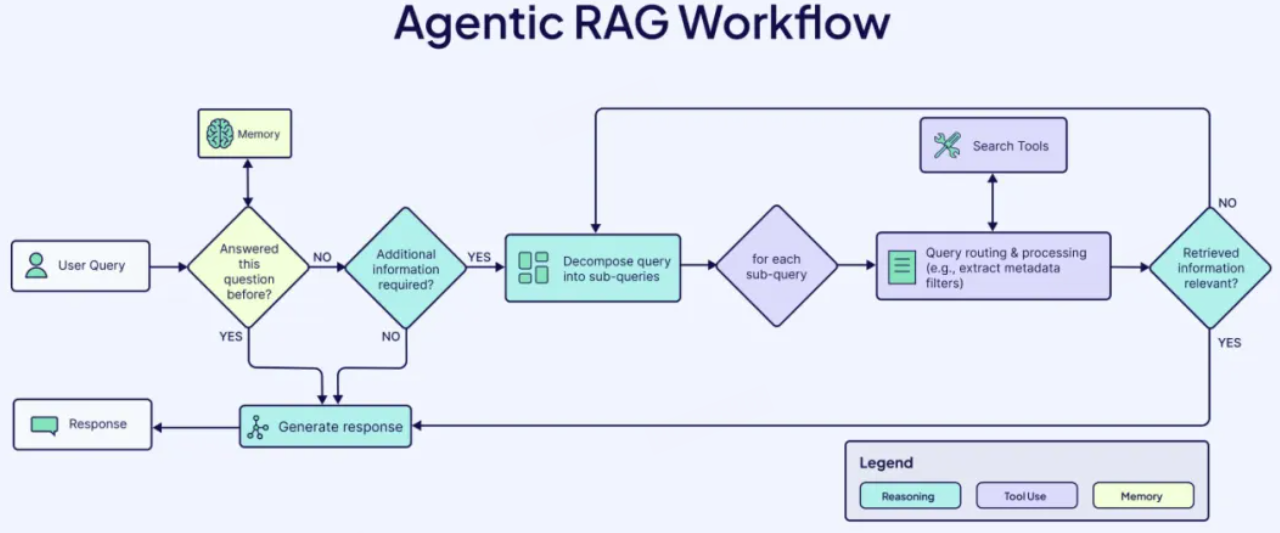 Agentic RAG Workflow
Memory
User Query
Answered
this
question
before?
NO
YES
Additional
information
required?
YES
NO
Decompose query
into sub-queries
for each
sub-query
Search Tools
Query routing & processing
(e.g., extract metadata
filters)
Retrieved
information
relevant?
NO
YES
Response
Generate response
Legend
Reasoning
Tool Use
Memory